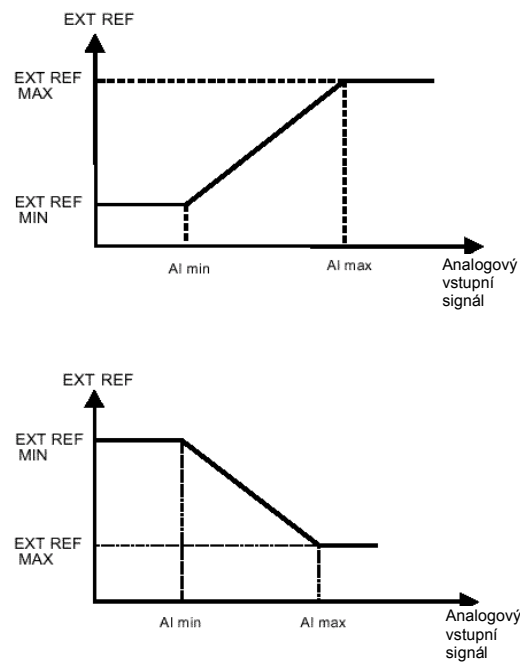 EXT REF
EXT REF
MAX
EXT REF
MIN
AI min
AI max
Analogový
vstupní
signál
EXT REF
EXT REF
MIN
EXT REF
MAX
AI min
AI max
Analogový
vstupní
signál